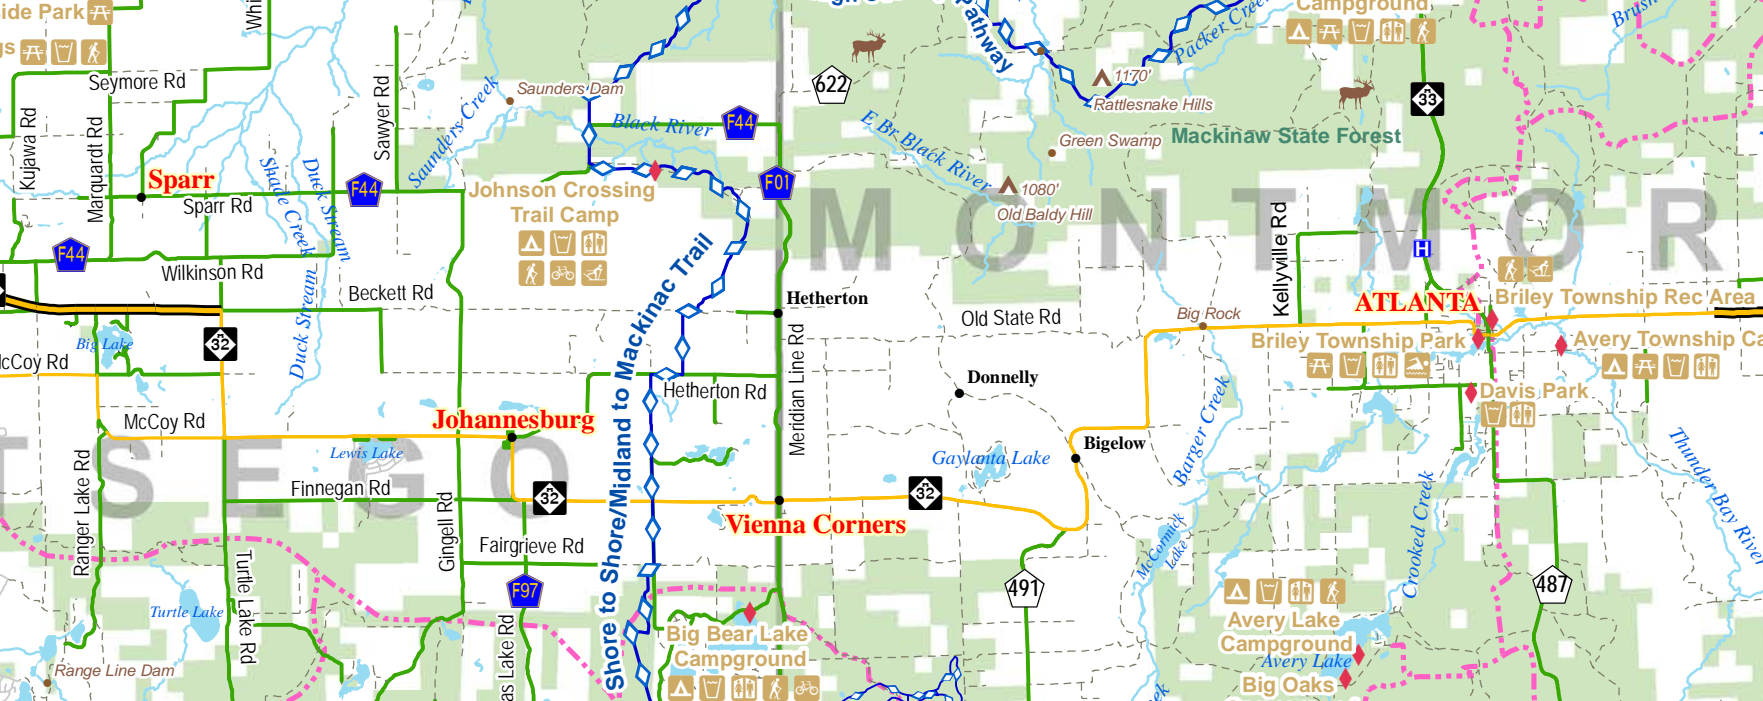 side Park
Campground
Pathway
Packer Creek
Seymore Rd
Sawyer Rd
Kujawa Rd
Marquardt Rd
Saunders Dam
Saunders Creek
622
1170'
Rattlesnake Hills
33
Black River
F44
E Br Black River
Green Swamp
Mackinaw State Forest
Sparr
Sparr Rd
F44
F01
Johnson Crossing
Trail Camp
1080'
Old Baldy Hill
Shade Creek
Duck Stream
Duck Stream
MONTMOR
Kellyville Rd
H
F44
Wilkinson Rd
Beckett Rd
Hetherton
Old State Rd
Big Rock
ATLANTA
Briley Township Rec Area
Briley Township Park
Avery Township Ca
Big Lake
32
McCoy Rd
Shore to Shore/Midland to Mackinac Trail
Hetherton Rd
Meridian Line Rd
Donnelly
Davis Park
McCoy Rd
Johannesburg
TSEGO
Lewis Lake
Gaylanta Lake
Bigelow
Barger Creek
Thunder Bay River
Ranger Lake Rd
Finnegan Rd
Gingell Rd
32
32
Vienna Corners
Crooked Creek
McCormick
Lake
Fairgrieve Rd
Turtle Lake Rd
F97
491
487
Turtle Lake
Big Bear Lake
Campground
Avery Lake
Campground
Avery Lake
Big Oaks
Range Line Dam
as Lake Rd